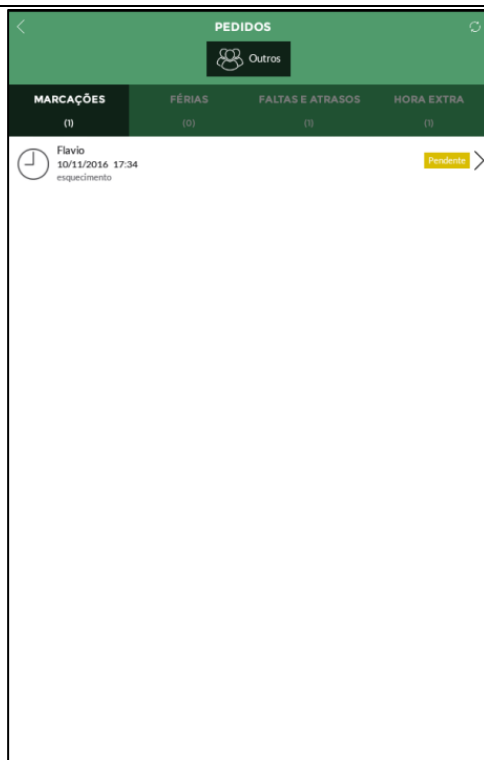 PEDIDOS
Outros
MARCAÇÕES FÉRIAS FALTAS E ATRASOS HORA EXTRA
(1) (0) (1) (1)
Flavio
10/11/2016 17:34 Pendente
esquecimento